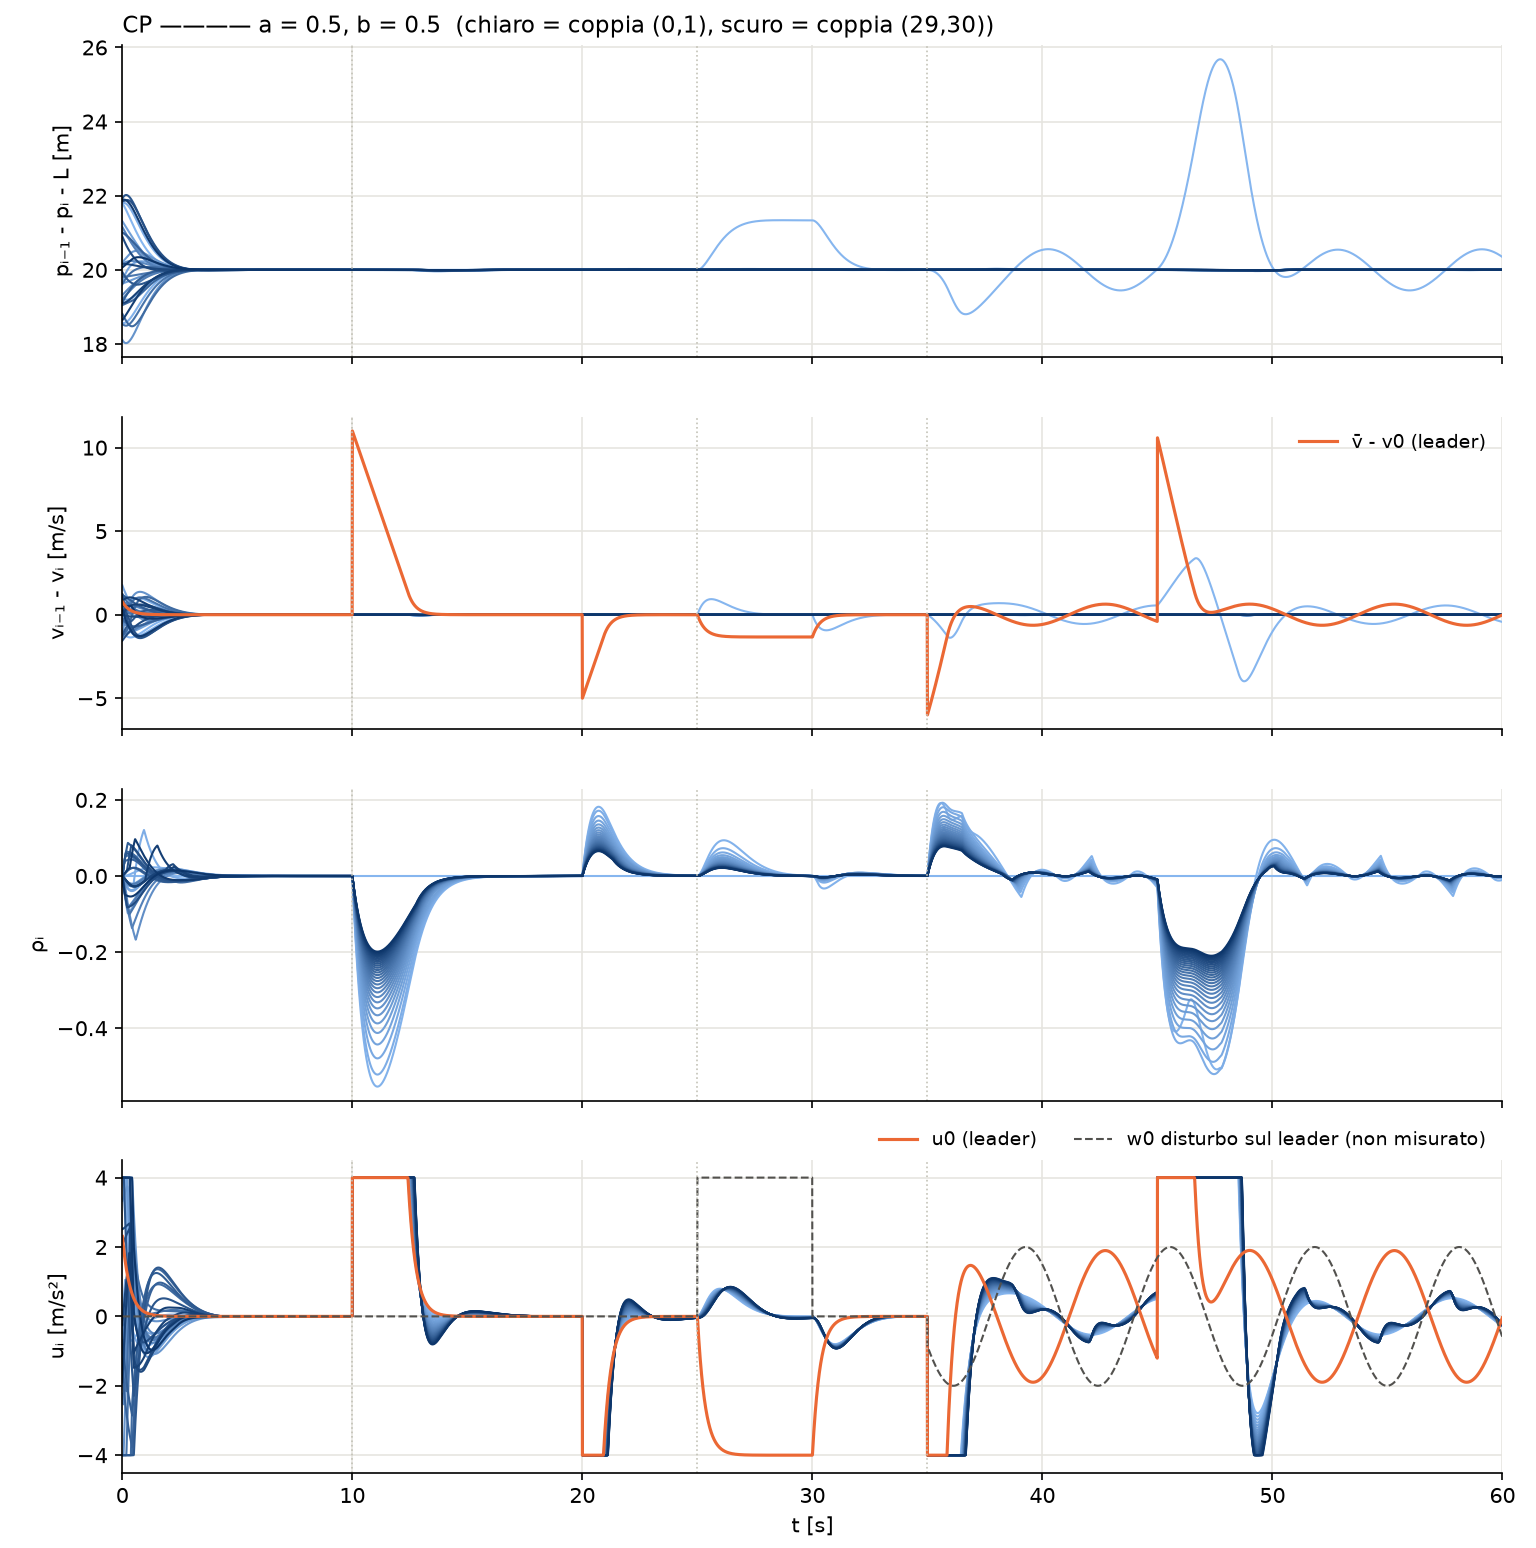 CP ———— a = 0.5, b = 0.5  (chiaro = coppia (0,1), scuro = coppia (29,30))
26
24
22
20
18
pᵢ₋₁ - pᵢ - L [m]
10
5
0
−5
vᵢ₋₁ - vᵢ [m/s]
v̄ - v0 (leader)
0.2
0.0
−0.2
−0.4
ρᵢ
u0 (leader)
w0 disturbo sul leader (non misurato)
4
2
0
−2
−4
uᵢ [m/s²]
0 10 20 30 40 50 60
t [s]